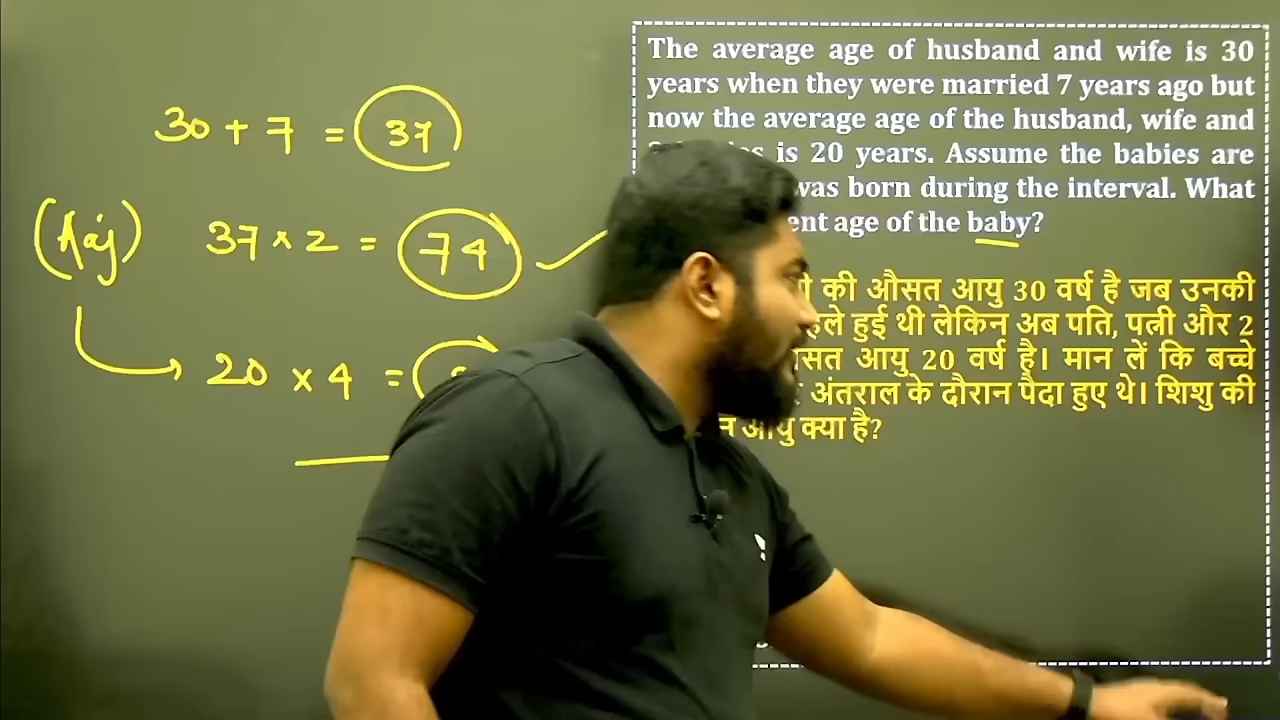 30 + 7 = 37
(Aaj) 37 × 2 = 74
20 × 4 =
The average age of husband and wife is 30
years when they were married 7 years ago but
now the average age of the husband, wife and
is 20 years. Assume the babies are
was born during the interval. What
age of the baby?
की औसत आयु 30 वर्ष है जब उनकी
हुई थी लेकिन अब पति, पत्नी और 2
आयु 20 वर्ष है। मान लें कि बच्चे
अंतराल के दौरान पैदा हुए थे। शिशु की
आयु क्या है?